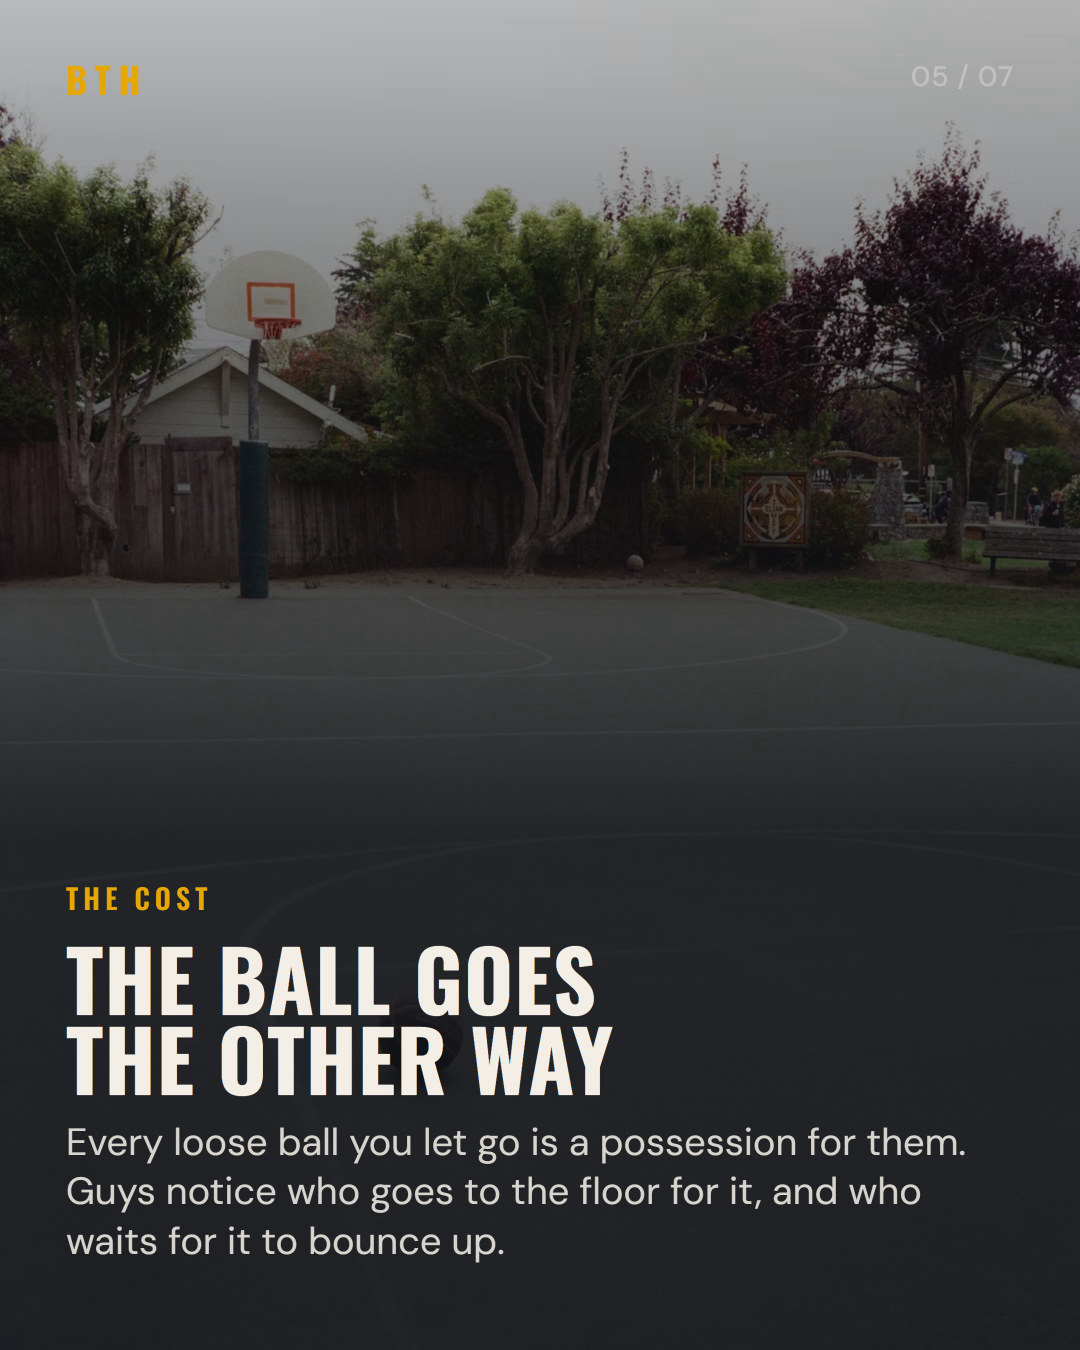 BTH
05 / 07
THE COST
THE BALL GOES
THE OTHER WAY
Every loose ball you let go is a possession for them.
Guys notice who goes to the floor for it, and who
waits for it to bounce up.